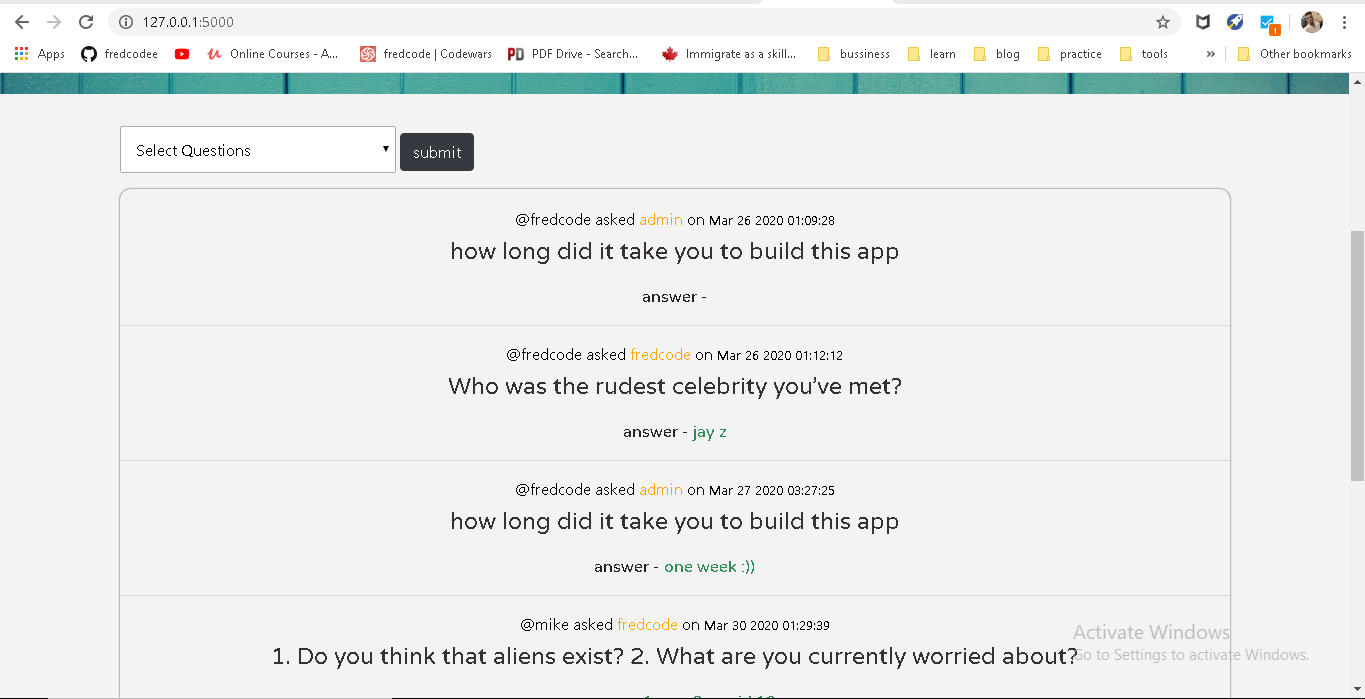 127.0.0.1:5000
1
Apps
fredcodee
Online Courses - A...
fredcode | Codewars
PD
PDF Drive - Search...
Immigrate as a skill...
bussiness
learn
blog
practice
tools
»
Other bookmarks
Select Questions
submit
@fredcode asked admin on Mar 26 2020 01:09:28
how long did it take you to build this app
answer -
@fredcode asked fredcode on Mar 26 2020 01:12:12
Who was the rudest celebrity you’ve met?
answer - jay z
@fredcode asked admin on Mar 27 2020 03:27:25
how long did it take you to build this app
answer - one week :))
@mike asked fredcode on Mar 30 2020 01:29:39
1. Do you think that aliens exist? 2. What are you currently worried about?
Activate Windows
Go to Settings to activate Windows.